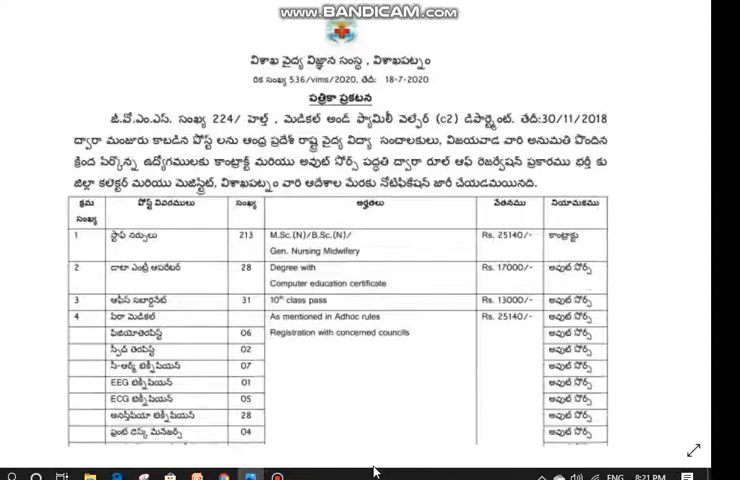 www.BANDICAM.com
విశాఖ వైద్య విజ్ఞాన సంస్థ , విశాఖపట్నం
రిక సంఖ్య 536/vims/2020, తేదీ: 18-7-2020
పత్రికా ప్రకటన
జీ.వో.ఎం.ఎస్. సంఖ్య 224/ హెల్త్ , మెడికల్ అండ్ ఫ్యామిలీ వెల్ఫేర్ (c2) డిపార్ట్మెంట్. తేదీ:30/11/2018
ద్వారా మంజూరు కాబడిన పోస్ట్ లను ఆంధ్ర ప్రదేశ్ రాష్ట్ర వైద్య విద్యా సంచాలకులు, విజయవాడ వారి అనుమతి పొందిన
క్రింద పేర్కొన్న ఉద్యోగములకు కాంట్రాక్ట్ మరియు అవుట్ సోర్స్ పద్ధతి ద్వారా రూల్ ఆఫ్ రిజర్వేషన్ ప్రకారము భర్తీ కు
జిల్లా కలెక్టర్ మరియు మెజిస్ట్రేట్, విశాఖపట్నం వారి ఆదేశాల మేరకు నోటిఫికేషన్ జారీ చేయడమయినది.
క్రమ సంఖ్య పోస్ట్ వివరములు సంఖ్య అర్హతలు వేతనము నియామకము
1 స్టాఫ్ నర్సులు 213 M.Sc.(N)/B.Sc.(N)/ Rs. 25140/- కాంట్రాక్టు
Gen. Nursing Midwifery
2 డాటా ఎంట్రీ ఆపరేటర్ 28 Degree with Rs. 17000/- అవుట్ సోర్స్
Computer education certificate
3 ఆఫీస్ సబార్డినేట్ 31 10th class pass Rs. 13000/- అవుట్ సోర్స్
4 పేరా మెడికల్ As mentioned in Adhoc rules Rs. 25140/- అవుట్ సోర్స్
ఫిజియోతెరపిస్ట్ 06 Registration with concerned councils అవుట్ సోర్స్
స్పీచ్ తెరపిస్ట్ 02 అవుట్ సోర్స్
సీ-ఆర్మ్ టెక్నీషియన్ 07 అవుట్ సోర్స్
EEG టెక్నీషియన్ 01 అవుట్ సోర్స్
ECG టెక్నీషియన్ 05 అవుట్ సోర్స్
అనస్తీషియా టెక్నీషియన్ 28 అవుట్ సోర్స్
ఫ్రంట్ డెస్క్ మేనేజర్స్ 04 అవుట్ సోర్స్
ENG 8:21 PM